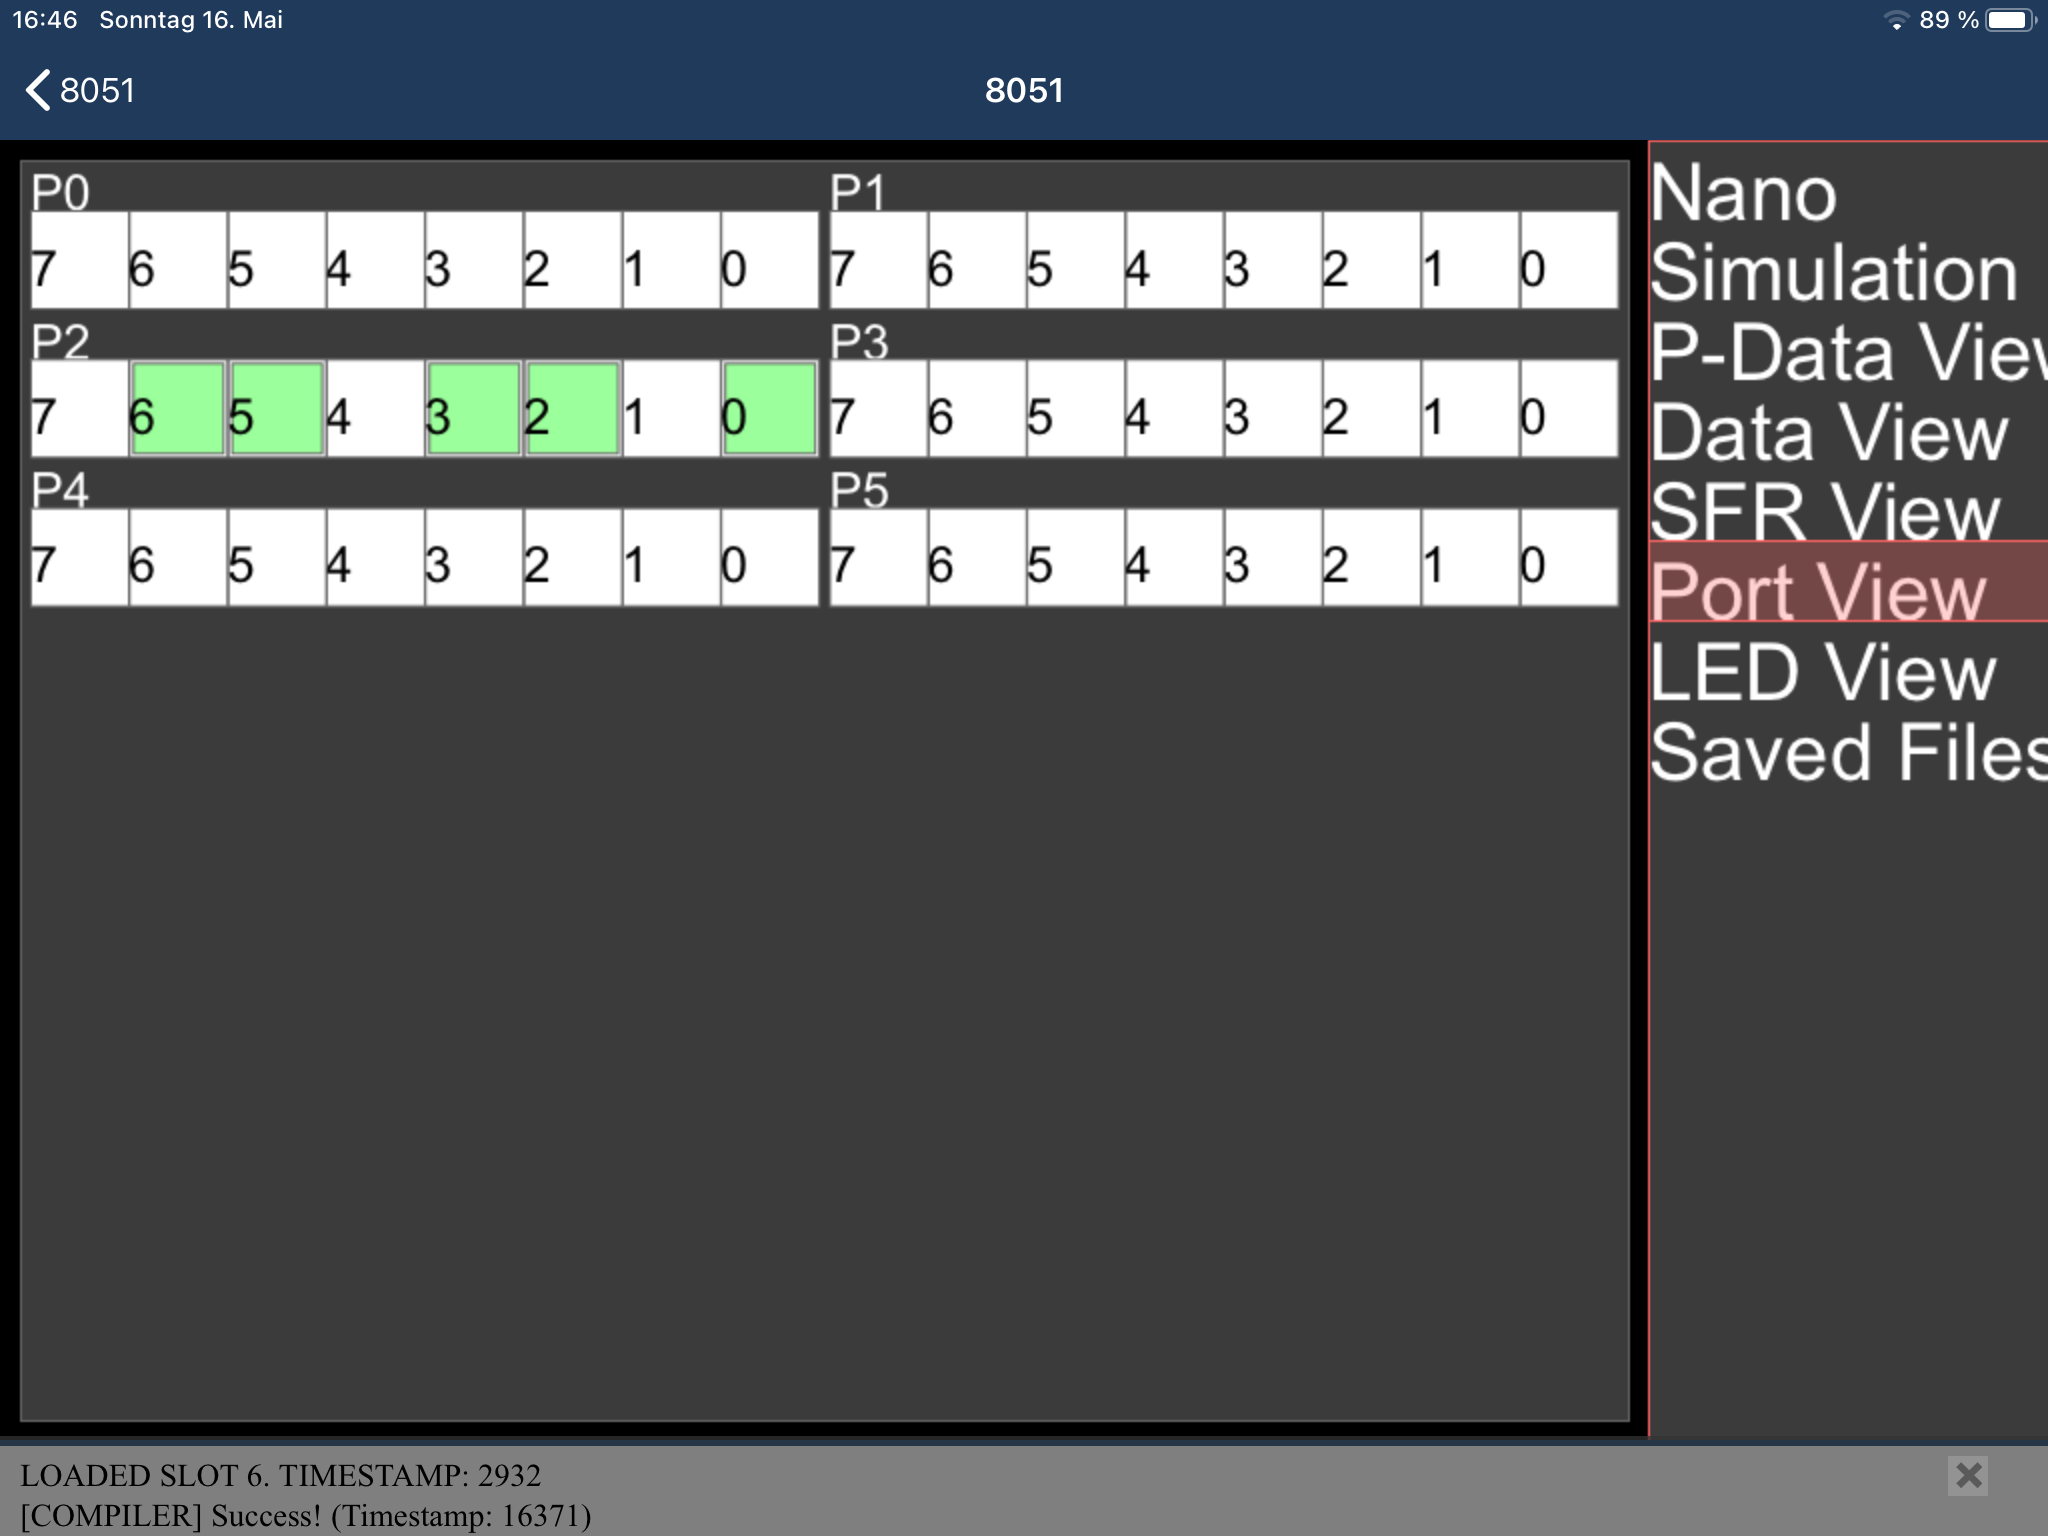 16:46 Sonntag 16. Mai 89 %
8051 8051
P0 P1
7 6 5 4 3 2 1 0 7 6 5 4 3 2 1 0
P2 P3
7 6 5 4 3 2 1 0 7 6 5 4 3 2 1 0
P4 P5
7 6 5 4 3 2 1 0 7 6 5 4 3 2 1 0
Nano
Simulation
P-Data View
Data View
SFR View
Port View
LED View
Saved Files
LOADED SLOT 6. TIMESTAMP: 2932
[COMPILER] Success! (Timestamp: 16371)